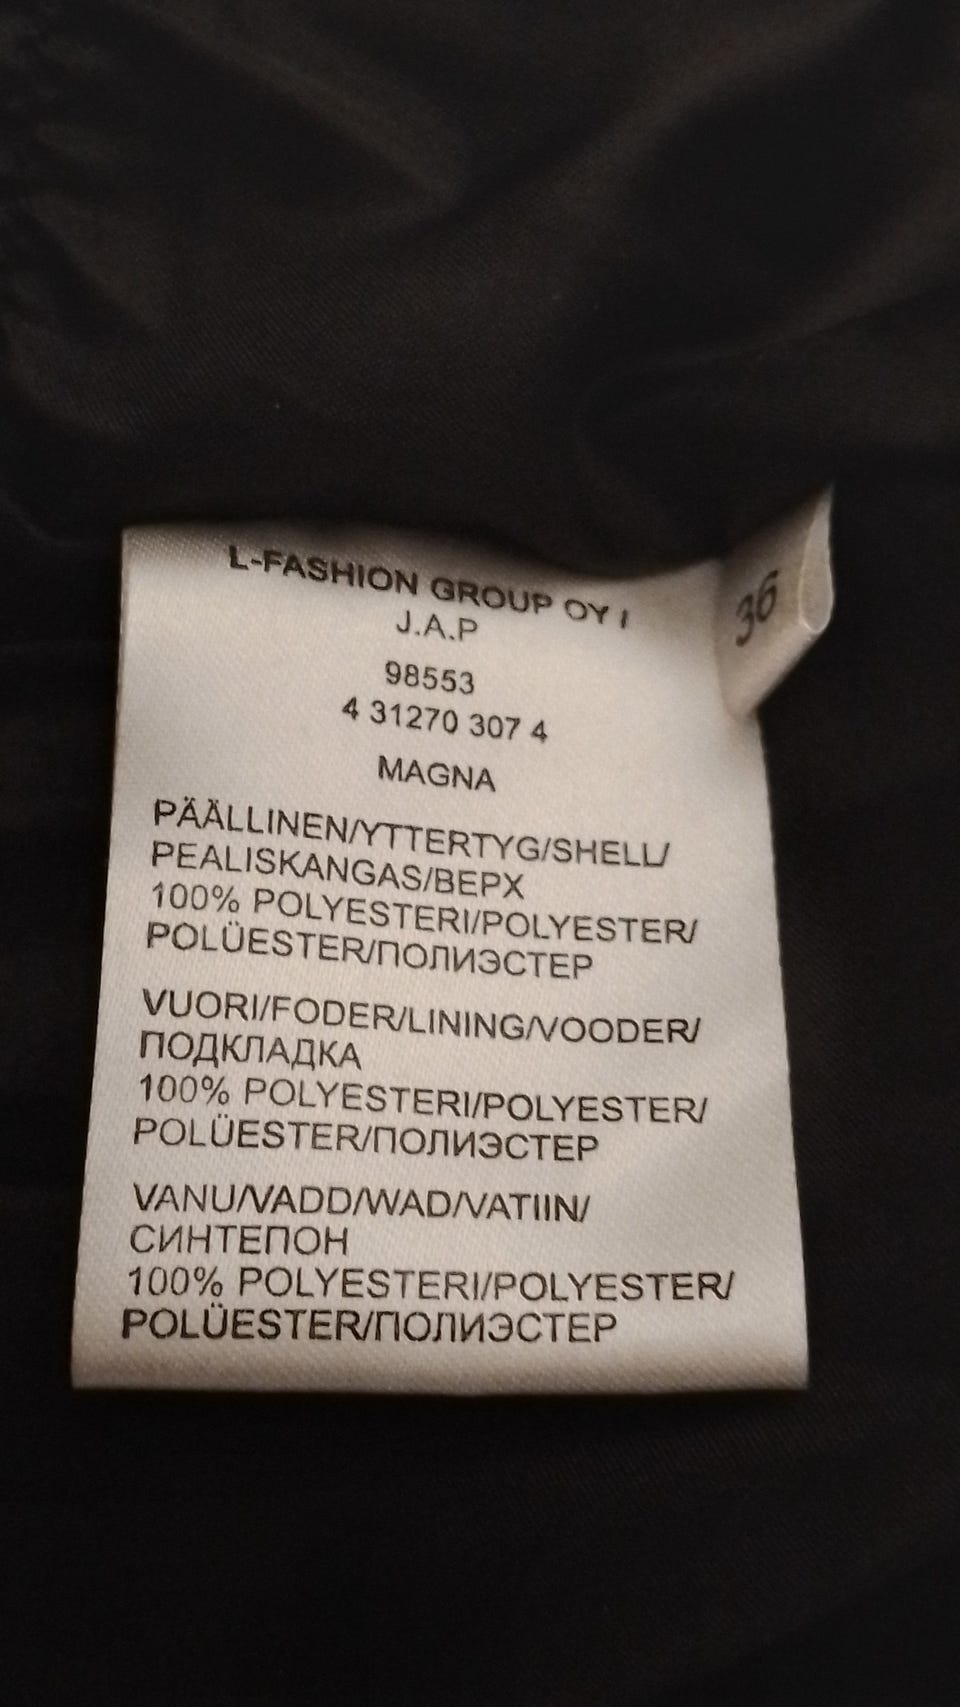 L-FASHION GROUP OY
J.A.P
36
98553
4 31270 307 4
MAGNA
PÄÄLLINEN/YTTERTYG/SHELL/
PEALISKANGAS/ВЕРХ
100% POLYESTERI/POLYESTER/
POLÜESTER/ПОЛИЭСТЕР
VUORI/FODER/LINING/VOODER/
ПОДКЛАДКА
100% POLYESTERI/POLYESTER/
POLÜESTER/ПОЛИЭСТЕР
VANU/VADD/WAD/VATIIN/
СИНТЕПОН
100% POLYESTERI/POLYESTER/
POLÜESTER/ПОЛИЭСТЕР